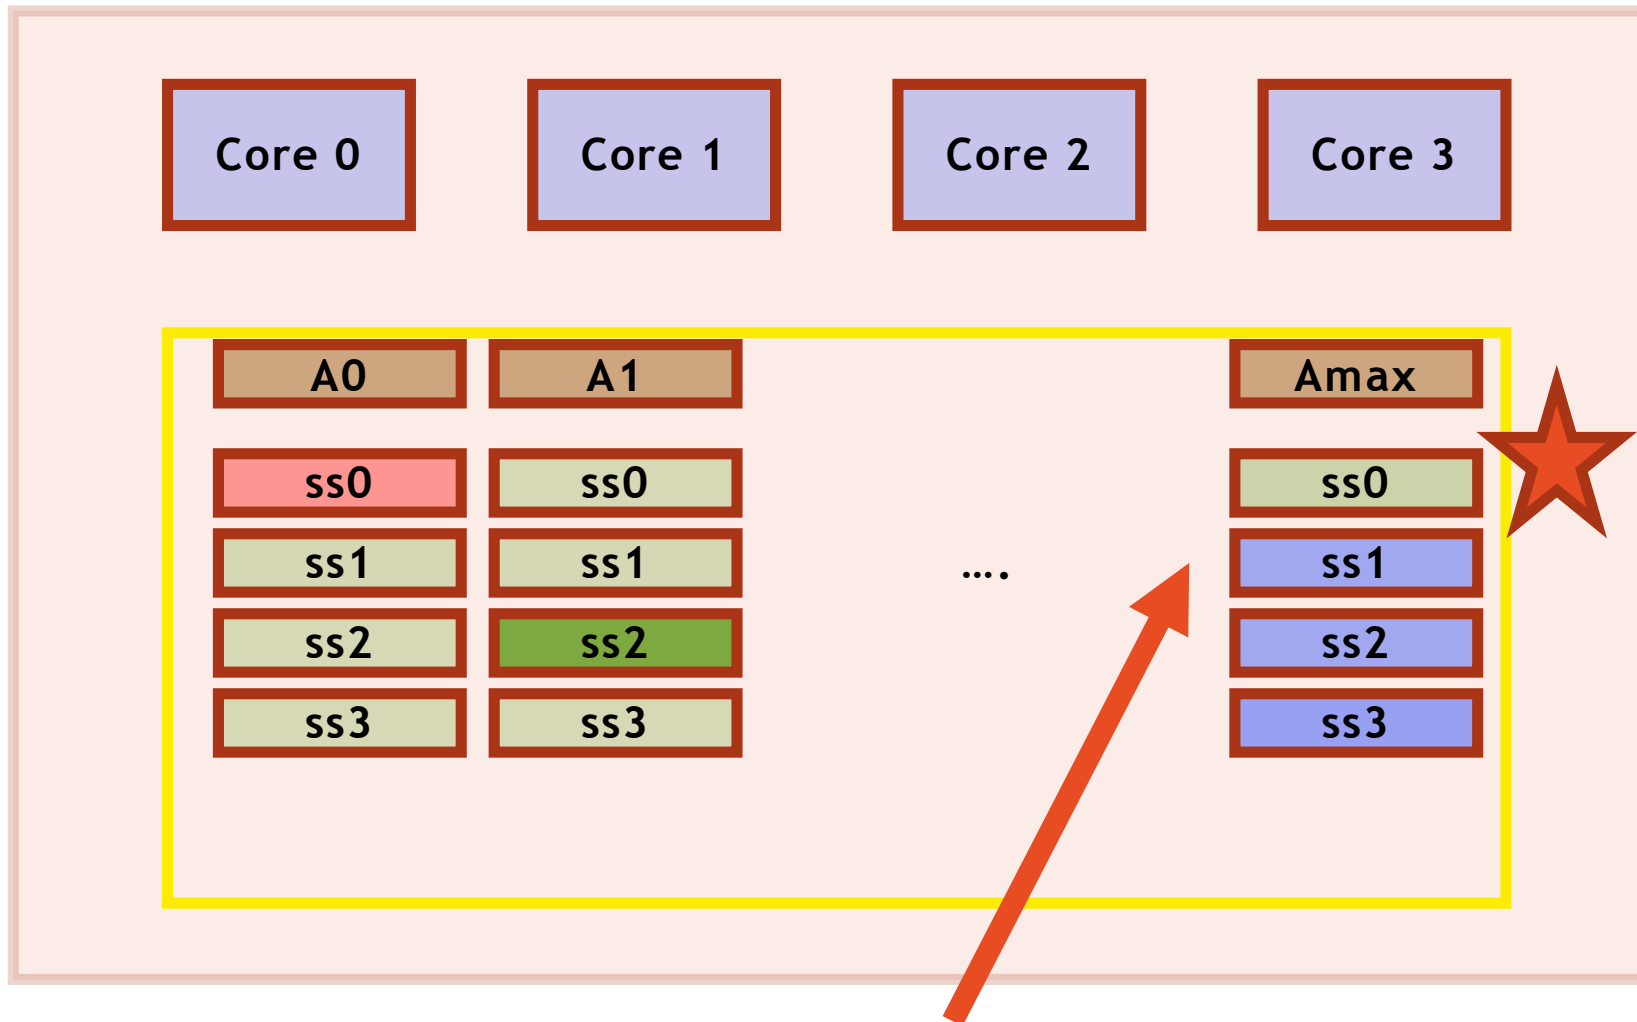 Core 0 Core 1 Core 2 Core 3
A0 A1 Amax
ss0 ss0 ss0
ss1 ss1 .... ss1
ss2 ss2 ss2
ss3 ss3 ss3